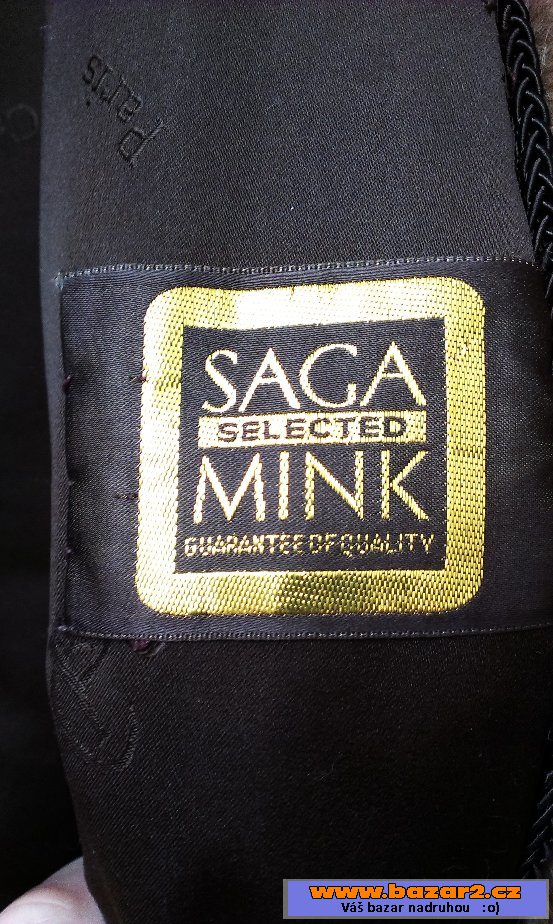 Paris
SAGA
SELECTED
MINK
GUARANTEE OF QUALITY
www.bazar2.cz
Váš bazar nadruhou :o)